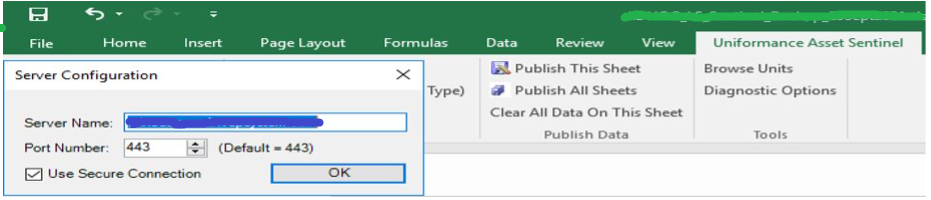 File Home Insert Page Layout Formulas Data Review View Uniformance Asset Sentinel
Server Configuration
Server Name:
Port Number: 443 (Default = 443)
Use Secure Connection
OK
Type)
Publish This Sheet
Publish All Sheets
Clear All Data On This Sheet
Publish Data
Browse Units
Diagnostic Options
Tools